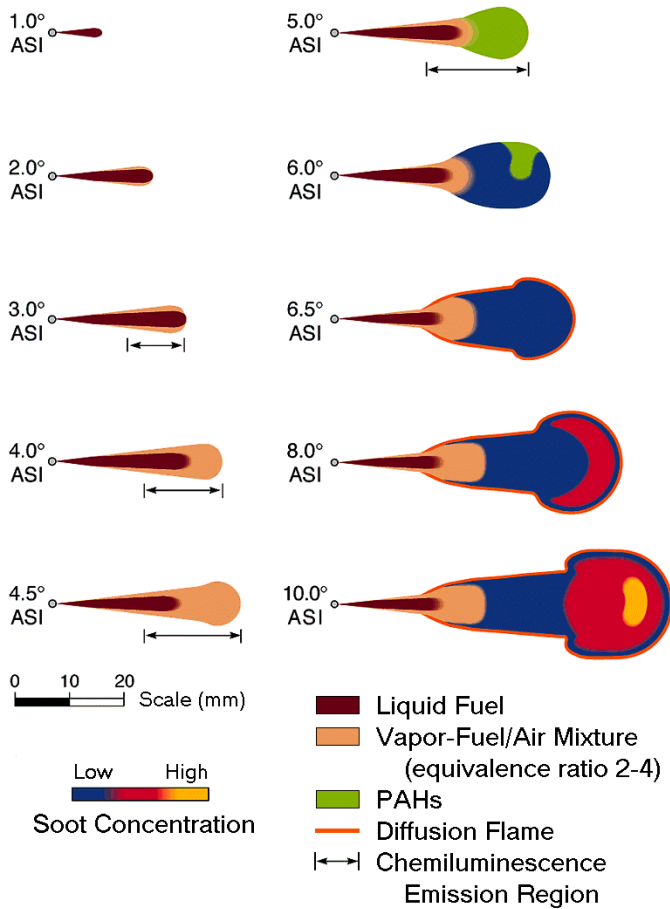 1.0°
ASI
2.0°
ASI
3.0°
ASI
4.0°
ASI
4.5°
ASI
5.0°
ASI
6.0°
ASI
6.5°
ASI
8.0°
ASI
10.0°
ASI
0 10 20
Scale (mm)
Low High
Soot Concentration
Liquid Fuel
Vapor-Fuel/Air Mixture
(equivalence ratio 2-4)
PAHs
Diffusion Flame
Chemiluminescence
Emission Region